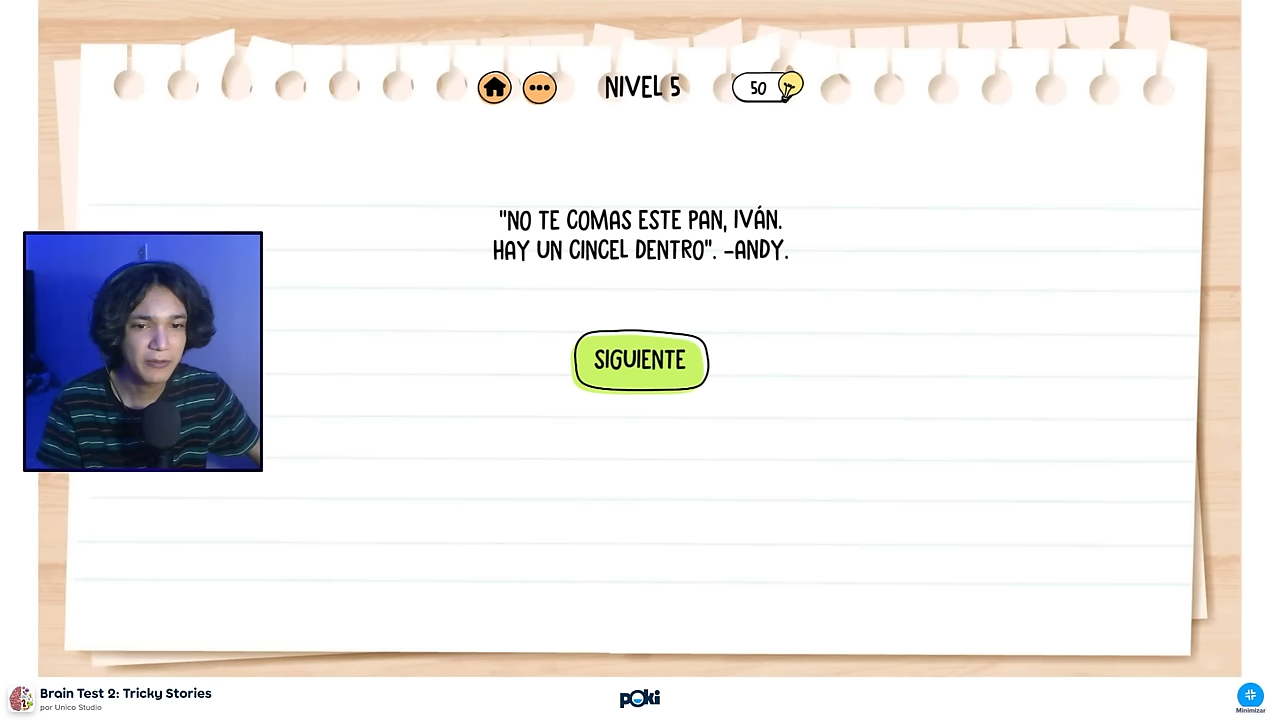 NIVEL 5
50
"NO TE COMAS ESTE PAN, IVÁN.
HAY UN CINCEL DENTRO". -ANDY.
SIGUIENTE
Brain Test 2: Tricky Stories
por Unico Studio
poki
Minimizar